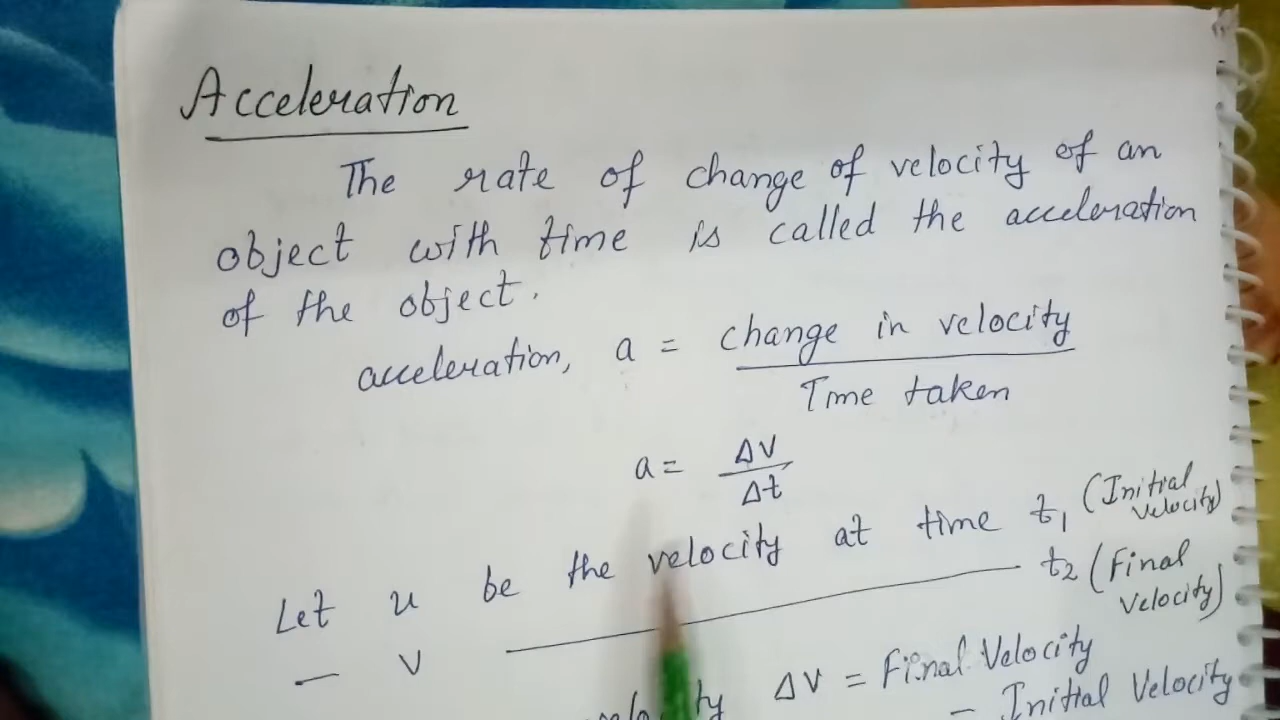 Acceleration
The rate of change of velocity of an
object with time is called the acceleration
of the object.
acceleration, a = change in velocity
Time taken
a = ΔV
Δt
Let u be the velocity at time t₁ (Initial velocity)
— V ———— t₂ (Final velocity)
ΔV = Final Velocity
− Initial Velocity